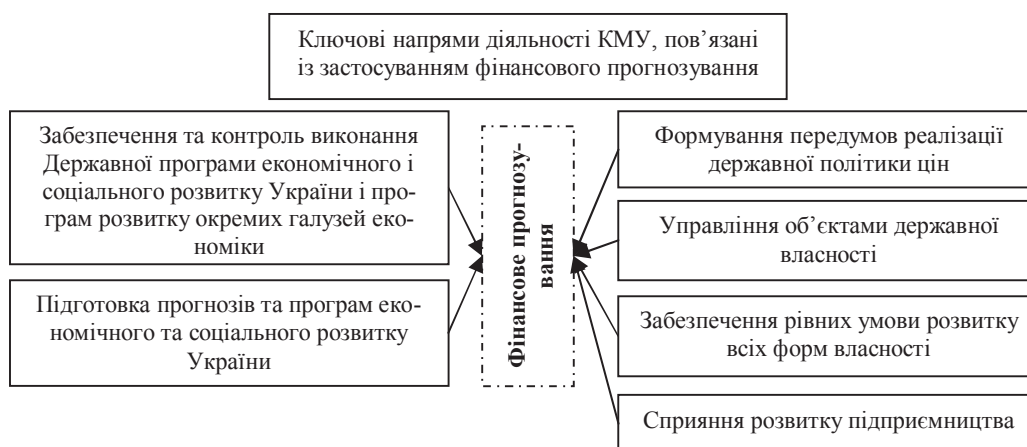 Ключові напрями діяльності КМУ, пов’язані
із застосуванням фінансового прогнозування
Забезпечення та контроль виконання
Державної програми економічного і
соціального розвитку України і про-
грам розвитку окремих галузей еко-
номіки
Підготовка прогнозів та програм еко-
номічного та соціального розвитку
України
Фінансове прогнозу-
вання
Формування передумов реалізації
державної політики цін
Управління об’єктами державної
власності
Забезпечення рівних умови розвитку
всіх форм власності
Сприяння розвитку підприємництва